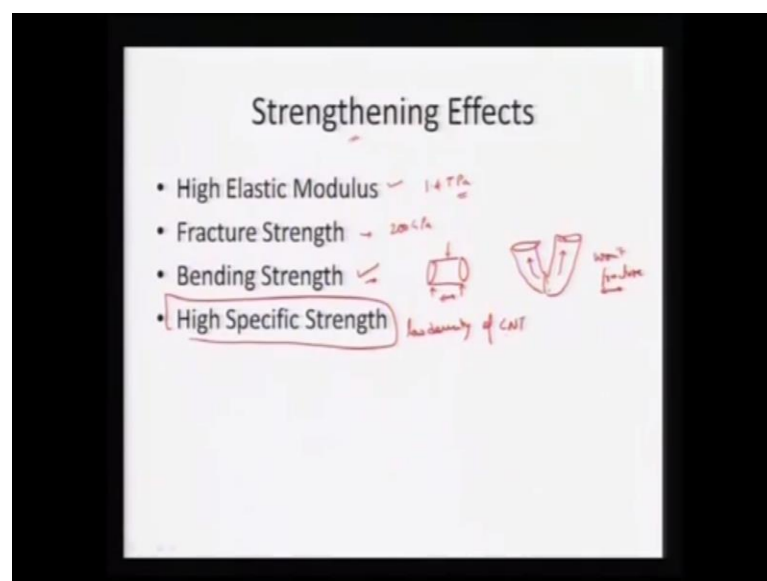 Strengthening Effects
• High Elastic Modulus 1.4 TPa
• Fracture Strength → 200 GPa
• Bending Strength
won't fracture
• High Specific Strength low density of CNT